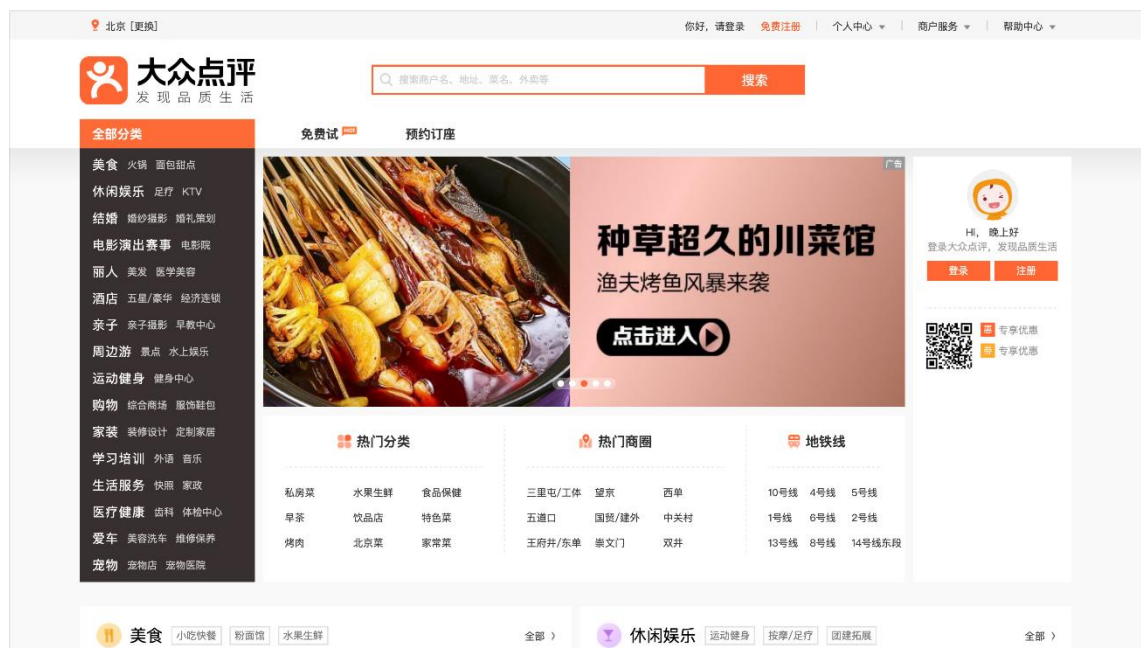 北京 [更换] 你好，请登录 免费注册 个人中心 商户服务 帮助中心
大众点评
发现品质生活
搜索商户名、地址、菜名、外卖等 搜索
全部分类 免费试 HOT 预约订座
美食 火锅 面包甜点
休闲娱乐 足疗 KTV
结婚 婚纱摄影 婚礼策划
电影演出赛事 电影院
丽人 美发 医学美容
酒店 五星/豪华 经济连锁
亲子 亲子摄影 早教中心
周边游 景点 水上娱乐
运动健身 健身中心
购物 综合商场 服饰鞋包
家装 装修设计 定制家居
学习培训 外语 音乐
生活服务 快照 家政
医疗健康 齿科 体检中心
爱车 美容洗车 维修保养
宠物 宠物店 宠物医院
广告
种草超久的川菜馆
渔夫烤鱼风暴来袭
点击进入
Hi， 晚上好
登录大众点评，发现品质生活
登录 注册
惠 专享优惠
券 专享优惠
热门分类
私房菜 水果生鲜 食品保健
早茶 饮品店 特色菜
烤肉 北京菜 家常菜
热门商圈
三里屯/工体 望京 西单
五道口 国贸/建外 中关村
王府井/东单 崇文门 双井
地铁线
10号线 4号线 5号线
1号线 6号线 2号线
13号线 8号线 14号线东段
美食 小吃快餐 粉面馆 水果生鲜 全部 〉
休闲娱乐 运动健身 按摩/足疗 团建拓展 全部 〉